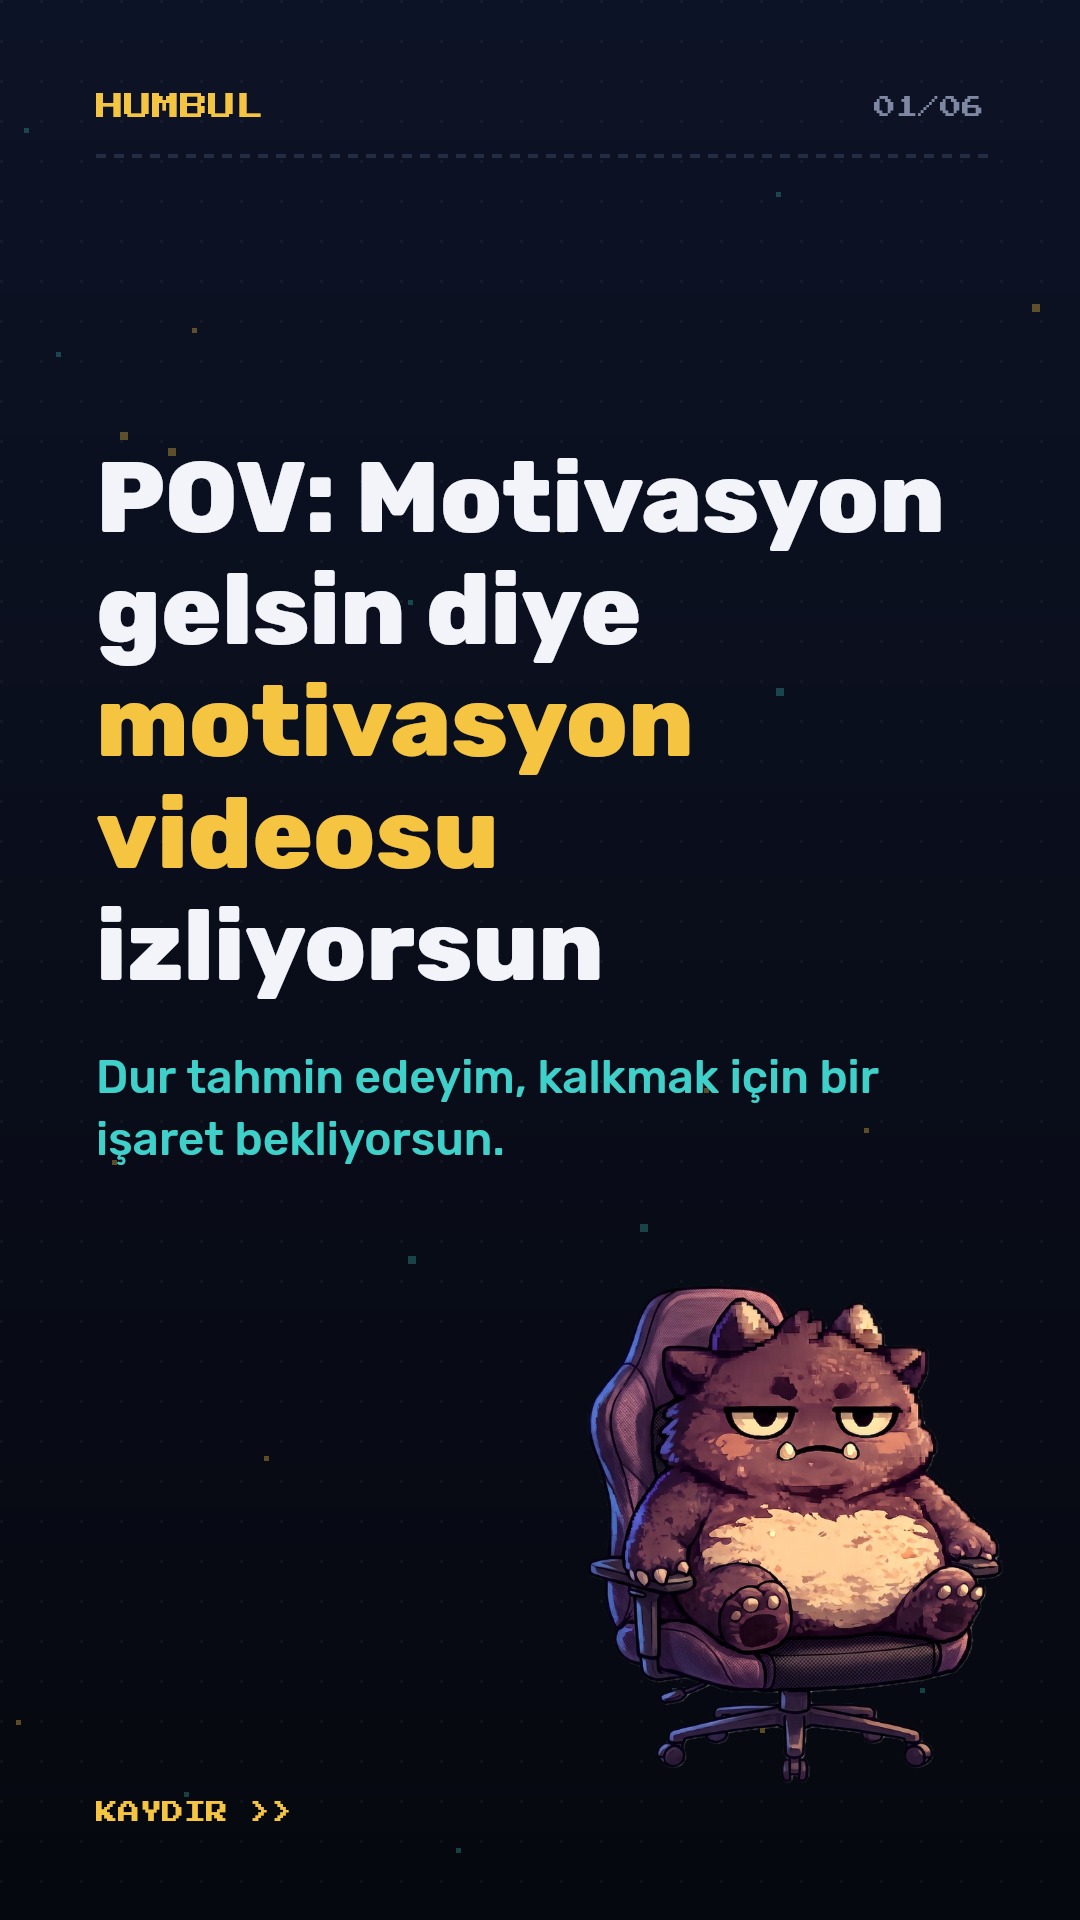 HUMBUL
01/06
POV: Motivasyon
gelsin diye
motivasyon
videosu
izliyorsun
Dur tahmin edeyim, kalkmak için bir
işaret bekliyorsun.
KAYDIR >>